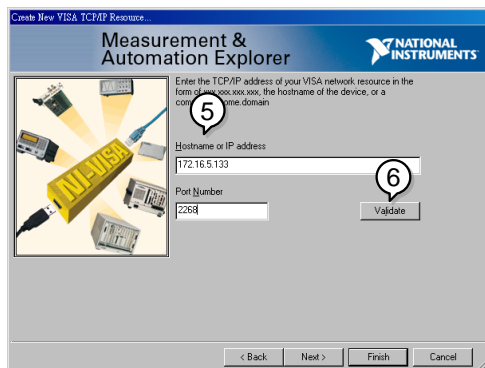 Create New VISA TCP/IP Resource...
Measurement &
Automation Explorer
NATIONAL
INSTRUMENTS
Enter the TCP/IP address of your VISA network resource in the
form of xxx.xxx.xxx.xxx, the hostname of the device, or a
some.domain
5
Hostname or IP address
172.16.5.133
6
Port Number
2268
Validate
NI-VISA
< Back
Next >
Finish
Cancel